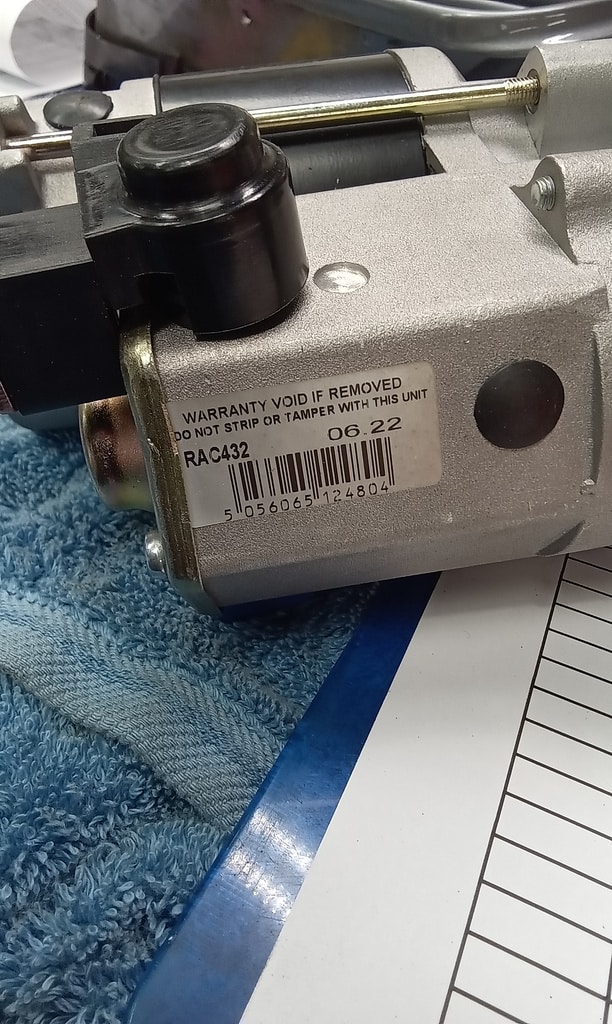 WARRANTY VOID IF REMOVED
DO NOT STRIP OR TAMPER WITH THIS UNIT
06.22
RAC432
5 056065 124804